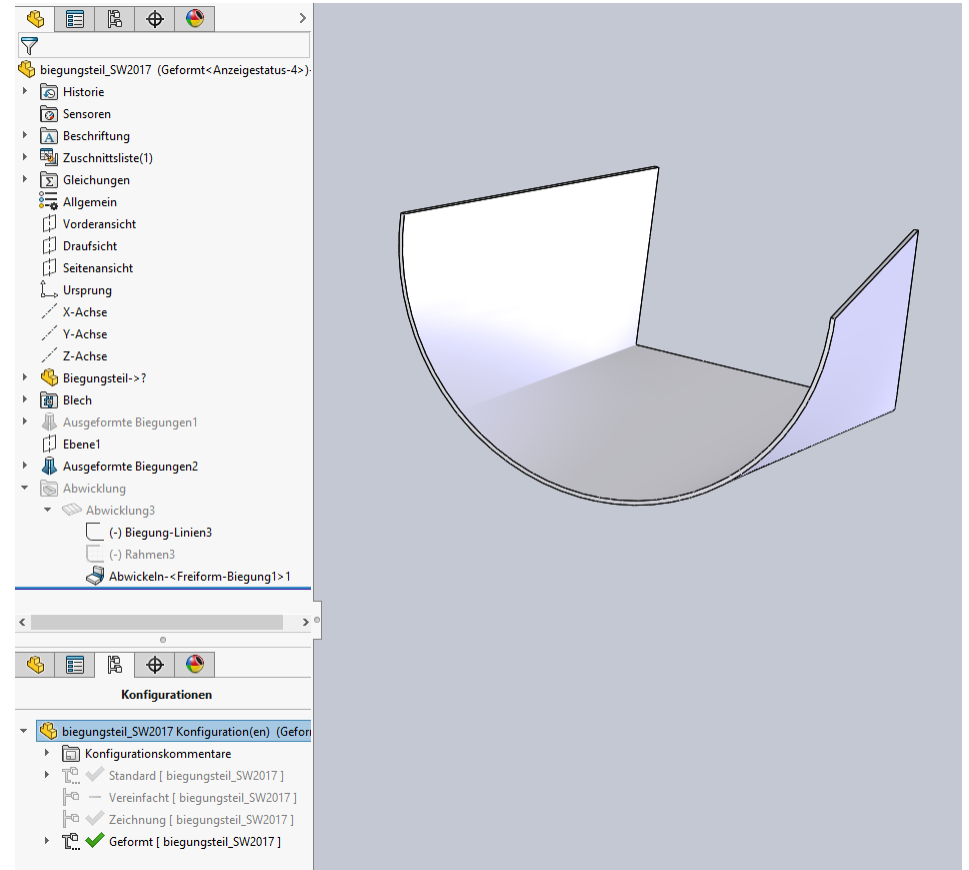 biegungsteil_SW2017 (Geformt<Anzeigestatus-4>)-
Historie
Sensoren
Beschriftung
Zuschnittsliste(1)
Gleichungen
Allgemein
Vorderansicht
Draufsicht
Seitenansicht
Ursprung
X-Achse
Y-Achse
Z-Achse
Biegungsteil->?
Blech
Ausgeformte Biegungen1
Ebene1
Ausgeformte Biegungen2
Abwicklung
Abwicklung3
(-) Biegung-Linien3
(-) Rahmen3
Abwickeln-<Freiform-Biegung1>1
Konfigurationen
biegungsteil_SW2017 Konfiguration(en) (Gefor
Konfigurationskommentare
Standard [ biegungsteil_SW2017 ]
Vereinfacht [ biegungsteil_SW2017 ]
Zeichnung [ biegungsteil_SW2017 ]
Geformt [ biegungsteil_SW2017 ]